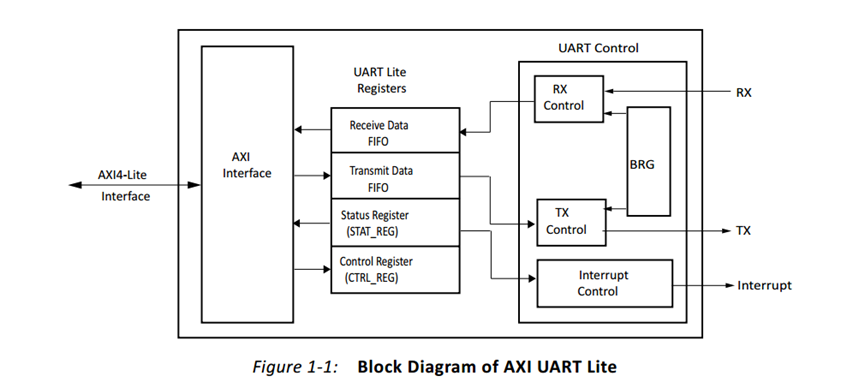 UART Control
UART Lite
Registers
RX
Control
RX
Receive Data
FIFO
AXI
Interface
BRG
AXI4-Lite
Interface
Transmit Data
FIFO
Status Register
(STAT_REG)
TX
Control
TX
Control Register
(CTRL_REG)
Interrupt
Control
Interrupt
Figure 1-1: Block Diagram of AXI UART Lite